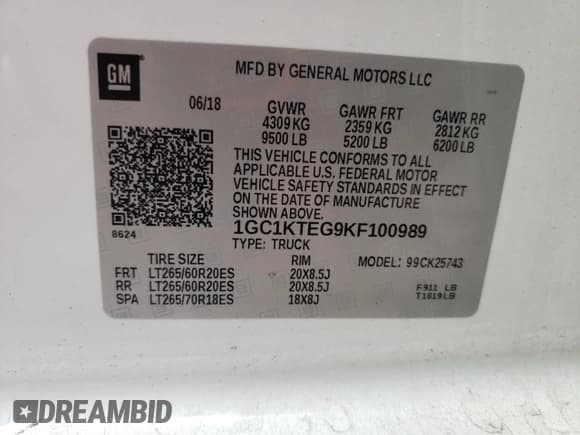 GM
MFD BY GENERAL MOTORS LLC
06/18
GVWR GAWR FRT GAWR RR
4309 KG 2359 KG 2812 KG
9500 LB 5200 LB 6200 LB
THIS VEHICLE CONFORMS TO ALL
APPLICABLE U.S. FEDERAL MOTOR
VEHICLE SAFETY STANDARDS IN EFFECT
ON THE DATE OF MANUFACTURE
SHOWN ABOVE.
8624
1GC1KTEG9KF100989
TYPE: TRUCK
TIRE SIZE RIM MODEL: 99CK25743
FRT LT265/60R20ES 20X8.5J
RR LT265/60R20ES 20X8.5J F911 LB
SPA LT265/70R18ES 18X8J T1819LB
DREAMBID